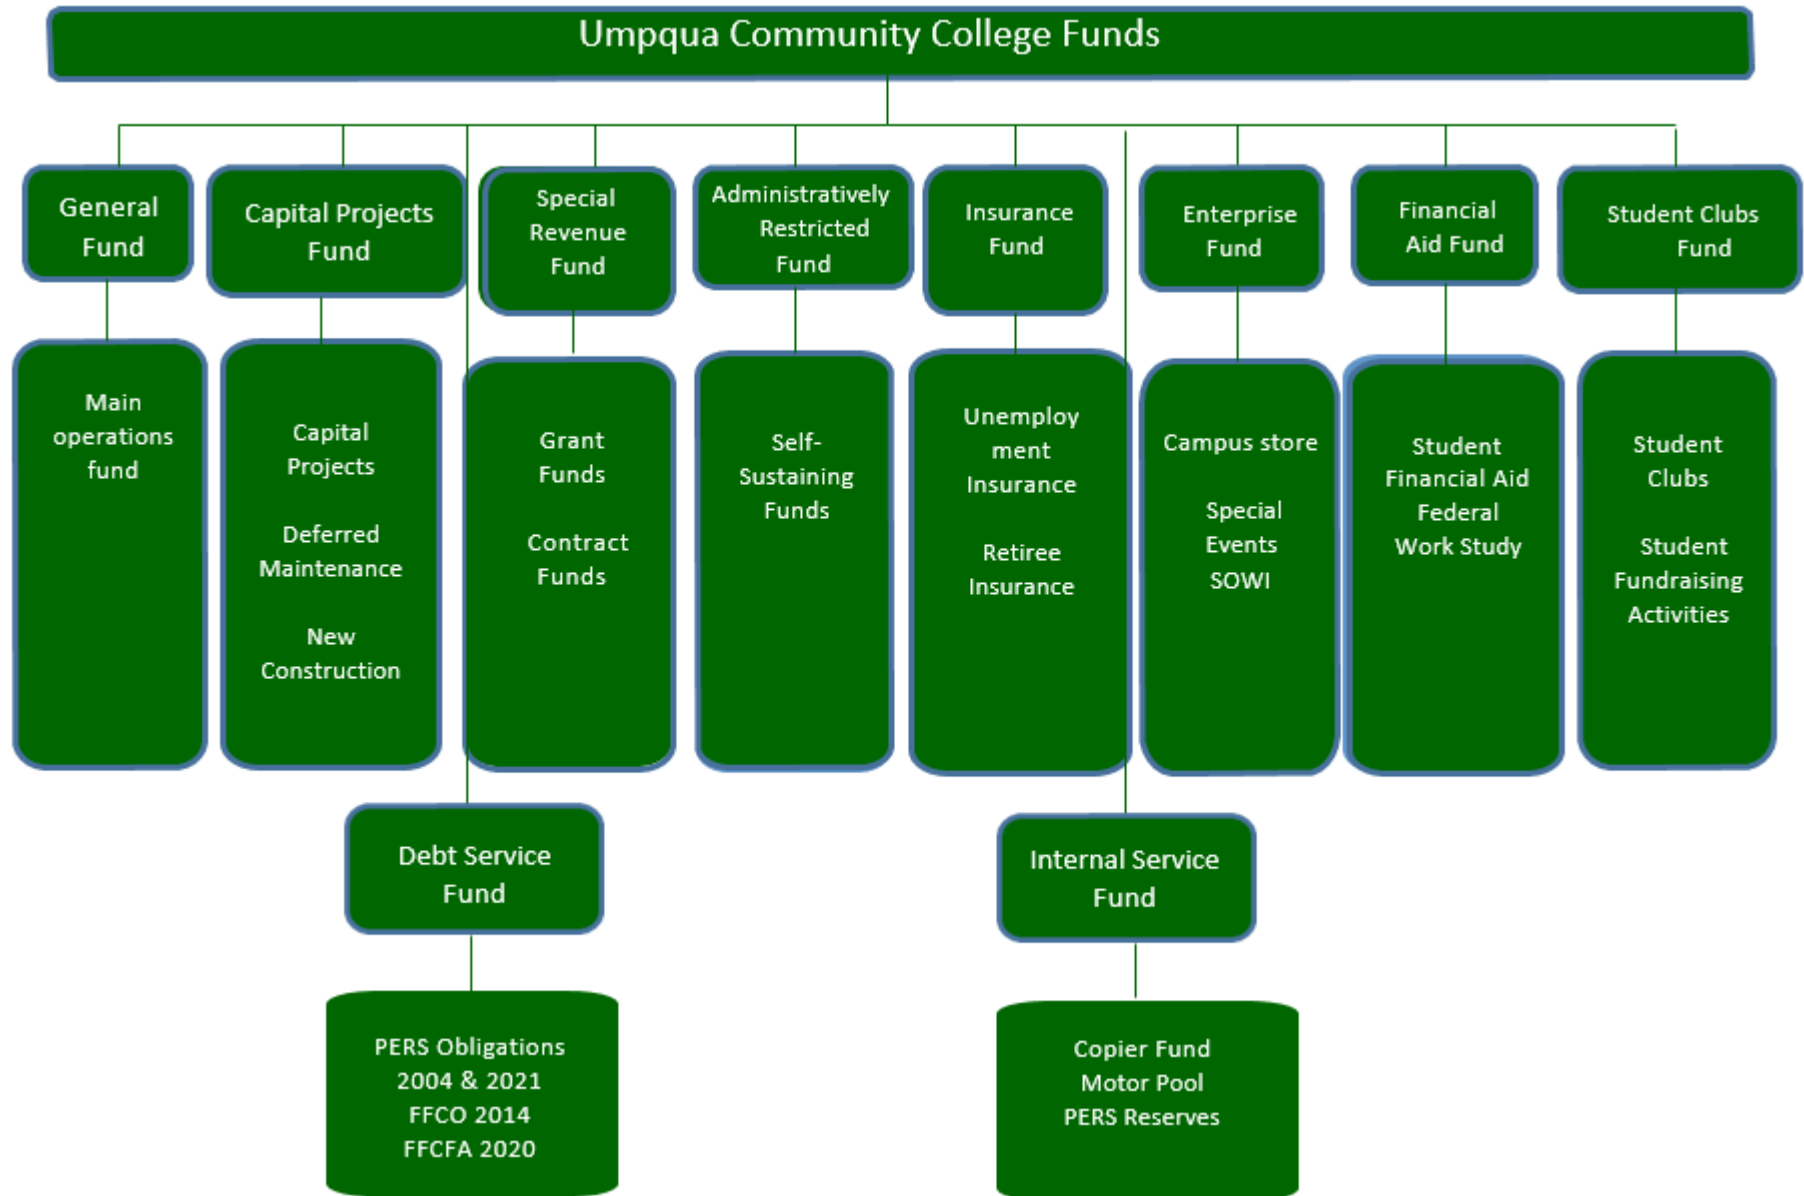 Umpqua Community College Funds
General
Fund
Capital Projects
Fund
Special
Revenue
Fund
Administratively
Restricted
Fund
Insurance
Fund
Enterprise
Fund
Financial
Aid Fund
Student Clubs
Fund
Main
operations
fund
Capital
Projects
Deferred
Maintenance
New
Construction
Grant
Funds
Contract
Funds
Self-
Sustaining
Funds
Unemploy
ment
Insurance
Retiree
Insurance
Campus store
Special
Events
SOWI
Student
Financial Aid
Federal
Work Study
Student
Clubs
Student
Fundraising
Activities
Debt Service
Fund
Internal Service
Fund
PERS Obligations
2004 & 2021
FFCO 2014
FFCFA 2020
Copier Fund
Motor Pool
PERS Reserves